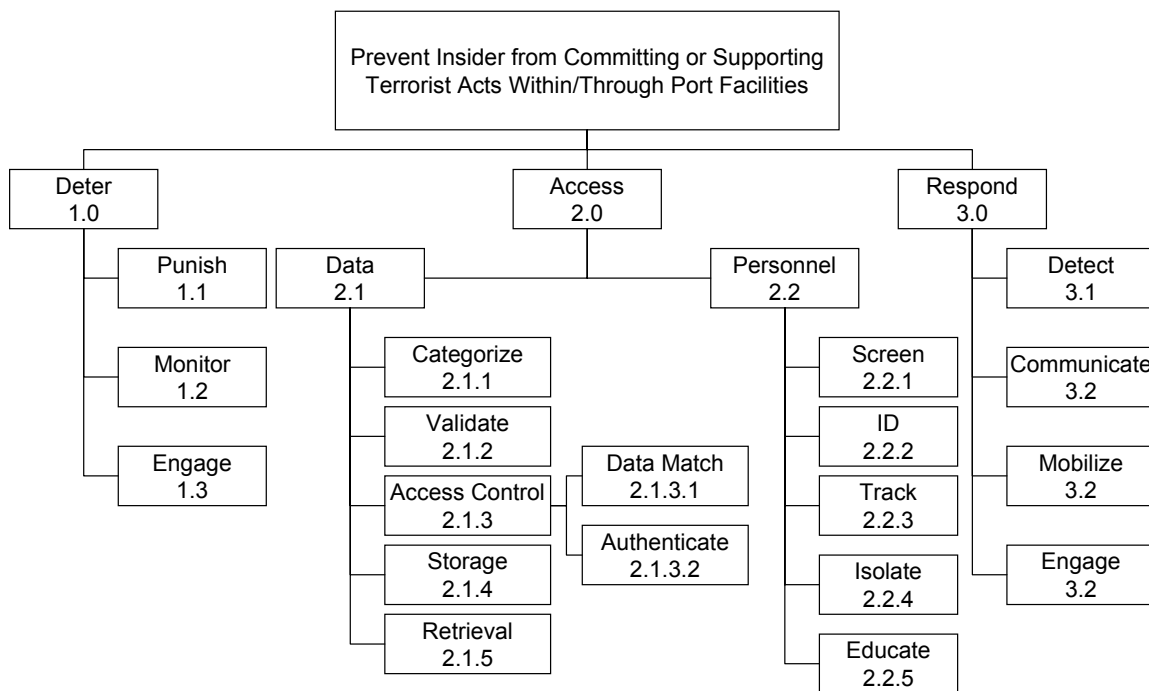 Prevent Insider from Committing or Supporting
Terrorist Acts Within/Through Port Facilities
Deter
1.0
Access
2.0
Respond
3.0
Punish
1.1
Monitor
1.2
Engage
1.3
Data
2.1
Categorize
2.1.1
Validate
2.1.2
Access Control
2.1.3
Data Match
2.1.3.1
Authenticate
2.1.3.2
Storage
2.1.4
Retrieval
2.1.5
Personnel
2.2
Screen
2.2.1
ID
2.2.2
Track
2.2.3
Isolate
2.2.4
Educate
2.2.5
Detect
3.1
Communicate
3.2
Mobilize
3.2
Engage
3.2